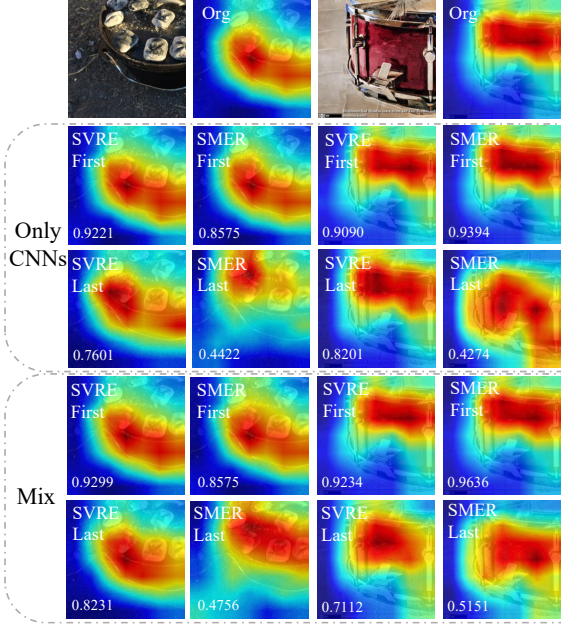 Org
Org
Only
CNNs
SVRE
First
0.9221
SMER
First
0.8575
SVRE
First
0.9090
SMER
First
0.9394
SVRE
Last
0.7601
SMER
Last
0.4422
SVRE
Last
0.8201
SMER
Last
0.4274
Mix
SVRE
First
0.9299
SMER
First
0.8575
SVRE
First
0.9234
SMER
First
0.9636
SVRE
Last
0.8231
SMER
Last
0.4756
SVRE
Last
0.7112
SMER
Last
0.5151